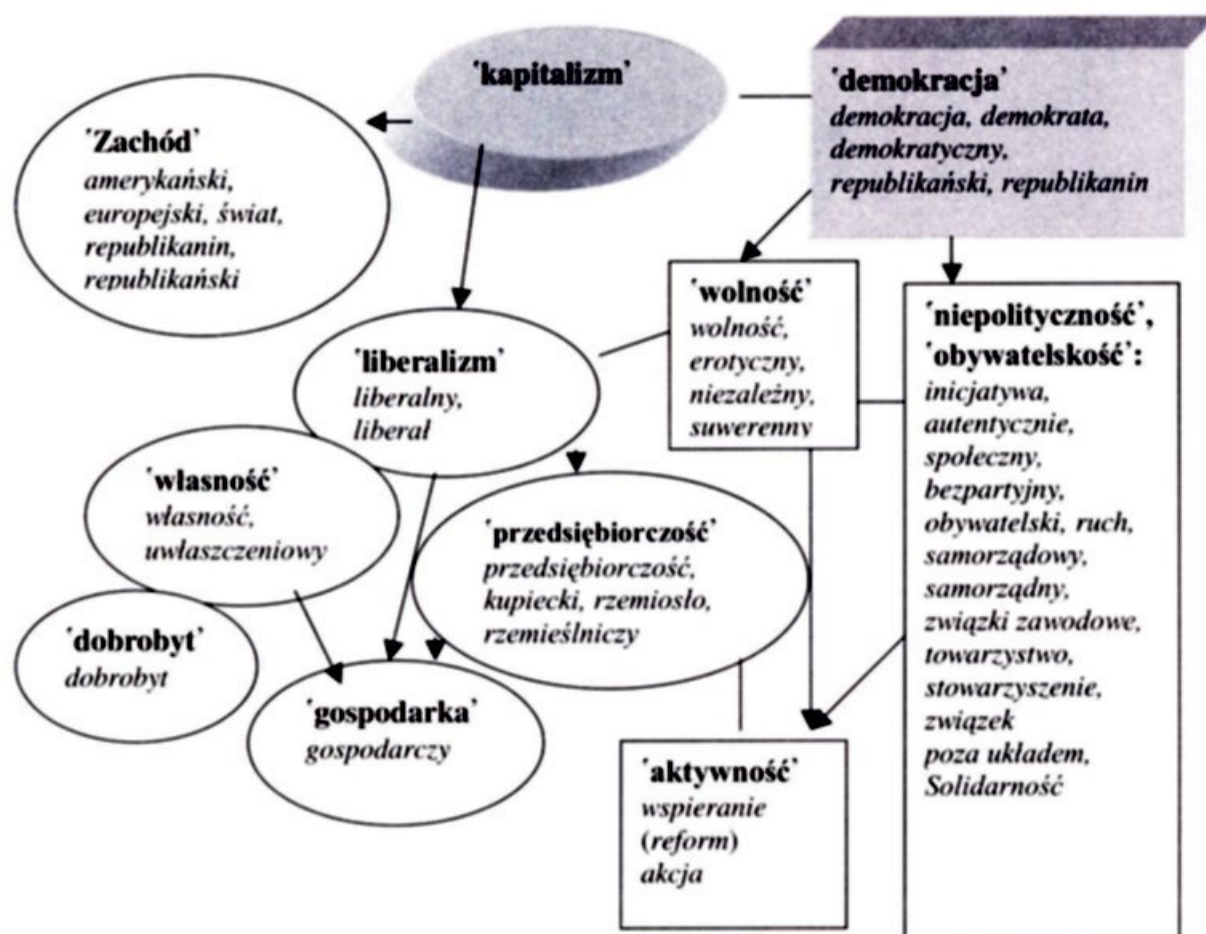 ‘kapitalizm’
‘demokracja’
demokracja, demokrata,
demokratyczny,
republikański, republikanin
‘Zachód’
amerykański,
europejski, świat,
republikanin,
republikański
‘wolność’
wolność,
erotyczny,
niezależny,
suwerenny
‘niepolityczność’,
‘obywatelskość’:
inicjatywa,
autentycznie,
społeczny,
bezpartyjny,
obywatelski, ruch,
samorządowy,
samorządny,
związki zawodowe,
towarzystwo,
stowarzyszenie,
związek
poza układem,
Solidarność
‘liberalizm’
liberalny,
liberał
‘własność’
własność,
uwłaszczeniowy
‘przedsiębiorczość’
przedsiębiorczość,
kupiecki, rzemiosło,
rzemieślniczy
‘dobrobyt’
dobrobyt
‘gospodarka’
gospodarczy
‘aktywność’
wspieranie
(reform)
akcja